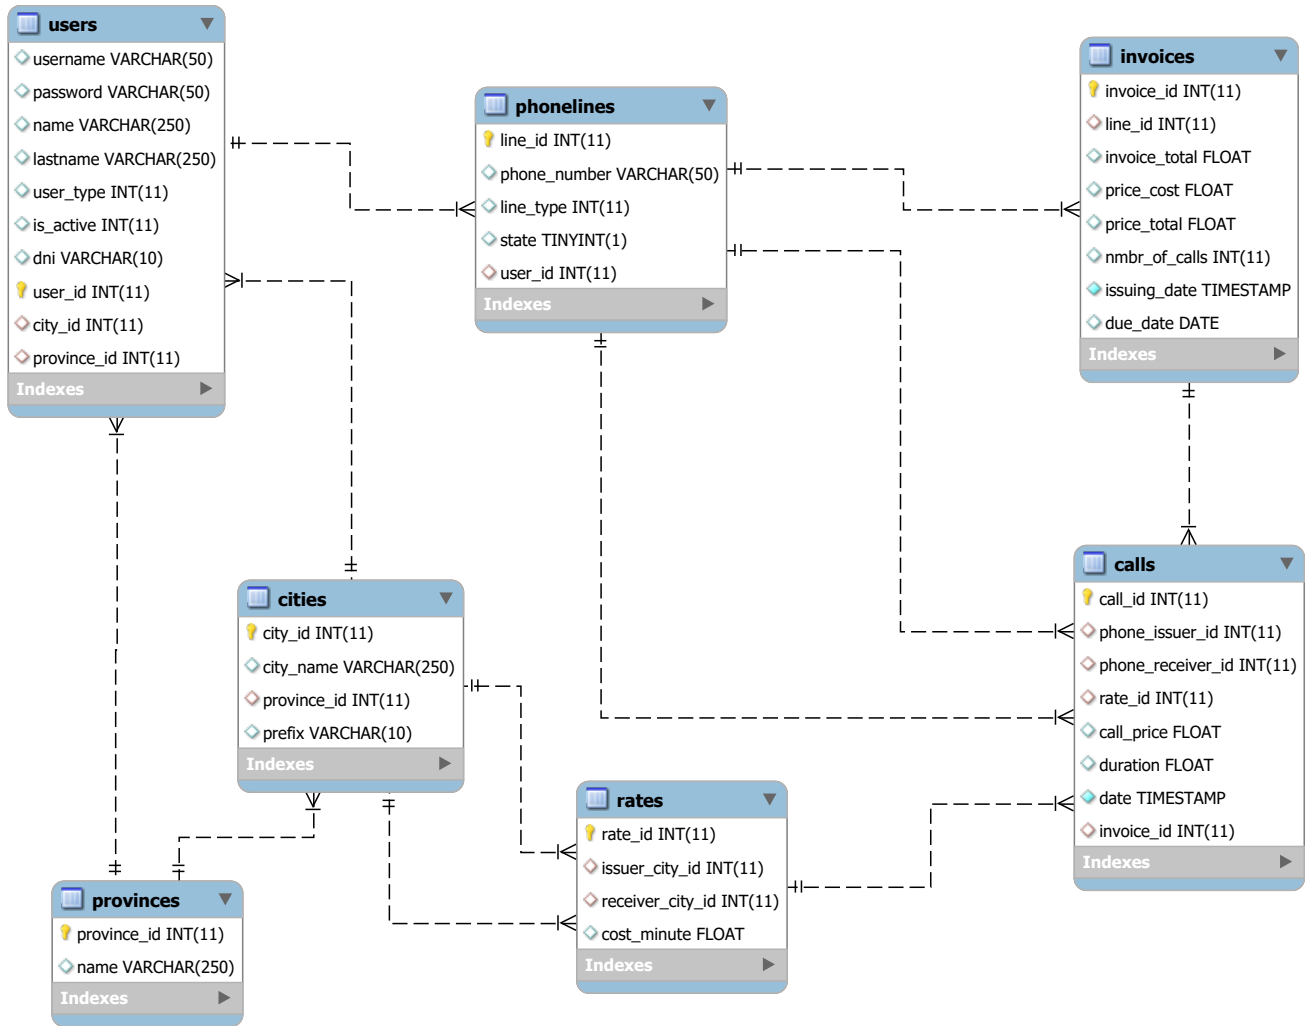 users
username VARCHAR(50)
password VARCHAR(50)
name VARCHAR(250)
lastname VARCHAR(250)
user_type INT(11)
is_active INT(11)
dni VARCHAR(10)
user_id INT(11)
city_id INT(11)
province_id INT(11)
Indexes
phonelines
line_id INT(11)
phone_number VARCHAR(50)
line_type INT(11)
state TINYINT(1)
user_id INT(11)
Indexes
invoices
invoice_id INT(11)
line_id INT(11)
invoice_total FLOAT
price_cost FLOAT
price_total FLOAT
nmbr_of_calls INT(11)
issuing_date TIMESTAMP
due_date DATE
Indexes
cities
city_id INT(11)
city_name VARCHAR(250)
province_id INT(11)
prefix VARCHAR(10)
Indexes
calls
call_id INT(11)
phone_issuer_id INT(11)
phone_receiver_id INT(11)
rate_id INT(11)
call_price FLOAT
duration FLOAT
date TIMESTAMP
invoice_id INT(11)
Indexes
rates
rate_id INT(11)
issuer_city_id INT(11)
receiver_city_id INT(11)
cost_minute FLOAT
Indexes
provinces
province_id INT(11)
name VARCHAR(250)
Indexes